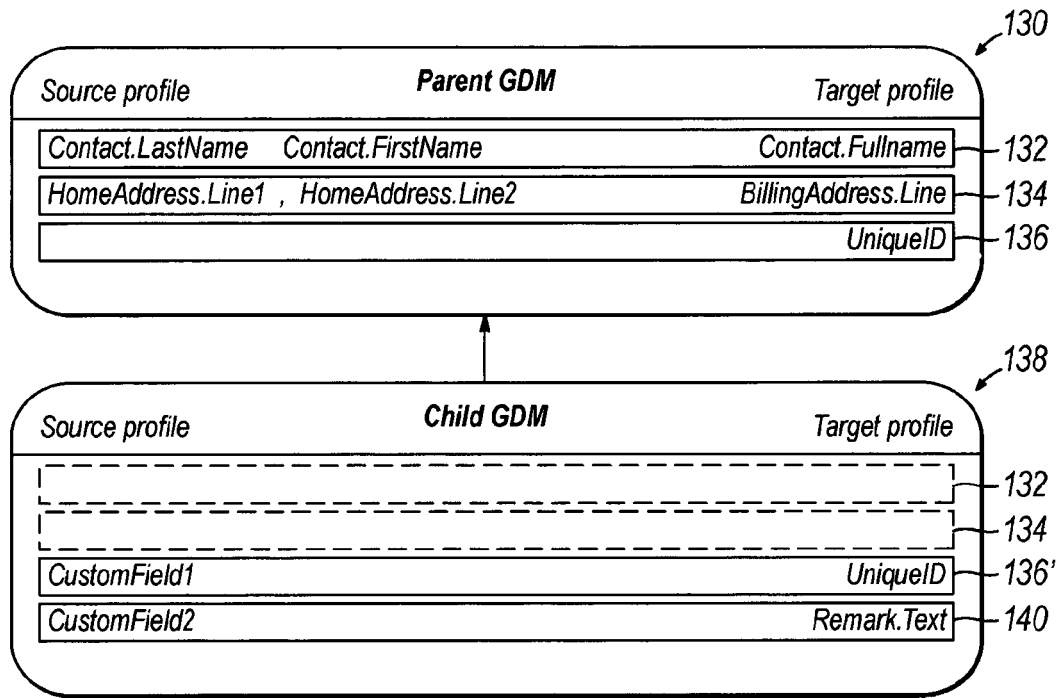 130
Source profile Parent GDM Target profile
Contact.LastName Contact.FirstName Contact.Fullname 132
HomeAddress.Line1 , HomeAddress.Line2 BillingAddress.Line 134
UniqueID 136
138
Source profile Child GDM Target profile
132
134
CustomField1 UniqueID 136'
CustomField2 Remark.Text 140